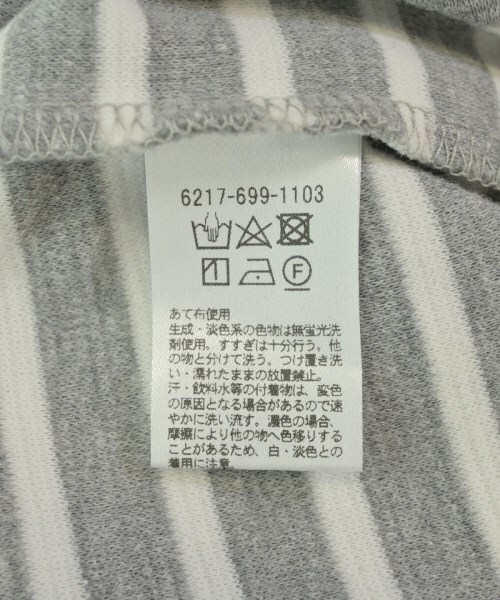 6217-699-1103
F
あて布使用
生成・淡色系の色物は無蛍光洗
剤使用。すすぎは十分行う。他
の物と分けて洗う。つけ置き洗
い・濡れたままの放置禁止。
汗・飲料水等の付着物は、変色
の原因となる場合があるので速
やかに洗い流す。濃色の場合、
摩擦により他の物へ色移りする
ことがあるため、白・淡色との
着用に注意。